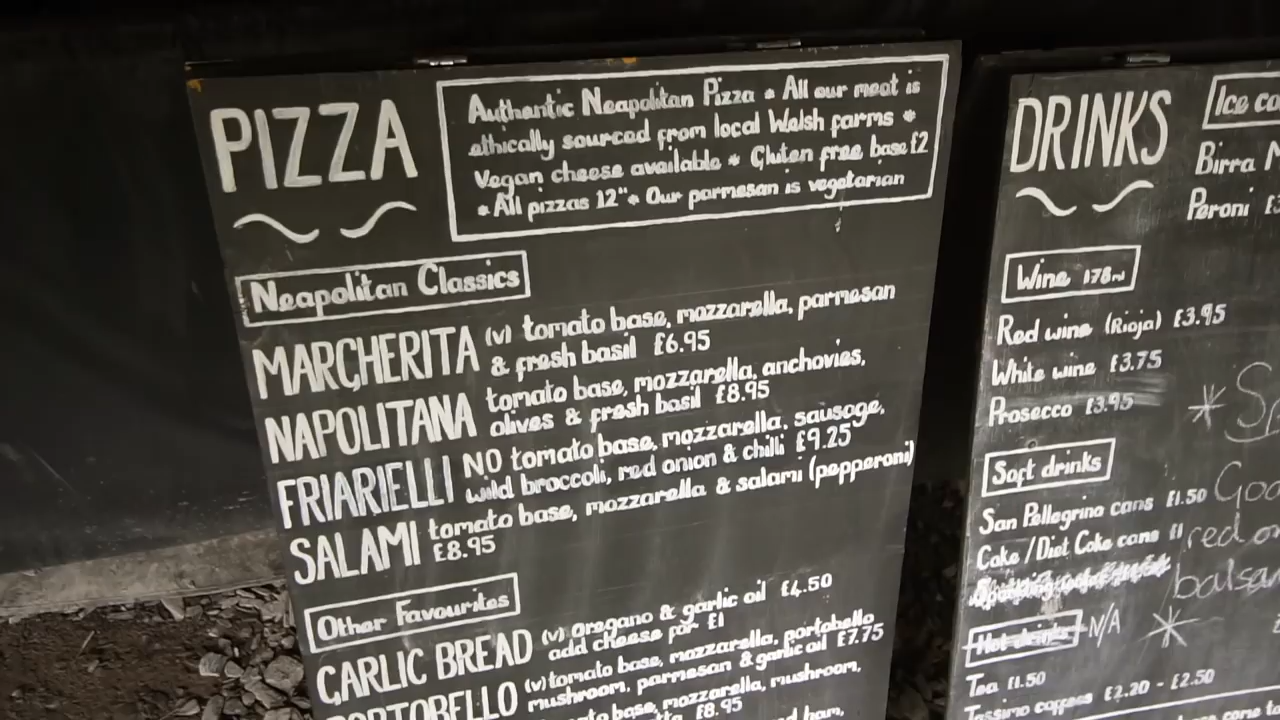 PIZZA
Authentic Neapolitan Pizza * All our meat is
ethically sourced from local Welsh farms *
Vegan cheese available * Gluten free base £2
* All pizzas 12" * Our parmesan is vegetarian
Neapolitan Classics
MARGHERITA (v) tomato base, mozzarella, parmesan
& fresh basil £6.95
NAPOLITANA tomato base, mozzarella, anchovies,
olives & fresh basil £8.95
FRIARIELLI NO tomato base, mozzarella, sausage,
wild broccoli, red onion & chilli £9.25
SALAMI tomato base, mozzarella & salami (pepperoni)
£8.95
Other Favourites
GARLIC BREAD (v) oregano & garlic oil £4.50
add cheese for £1
PORTOBELLO (v) tomato base, mozzarella, portobello
mushroom, parmesan & garlic oil £7.75
base, mozzarella, mushroom,
£8.95
ham,
DRINKS
Ice
Birra
Peroni
Wine
Red wine (Rioja) £3.95
White wine £3.75
Prosecco £3.95
Soft drinks
San Pellegrino cans £1.50
Coke/Diet Coke cans £1
red
Hot drinks N/A
Tea £1.50
Tassimo coffees £2.20 - £2.50